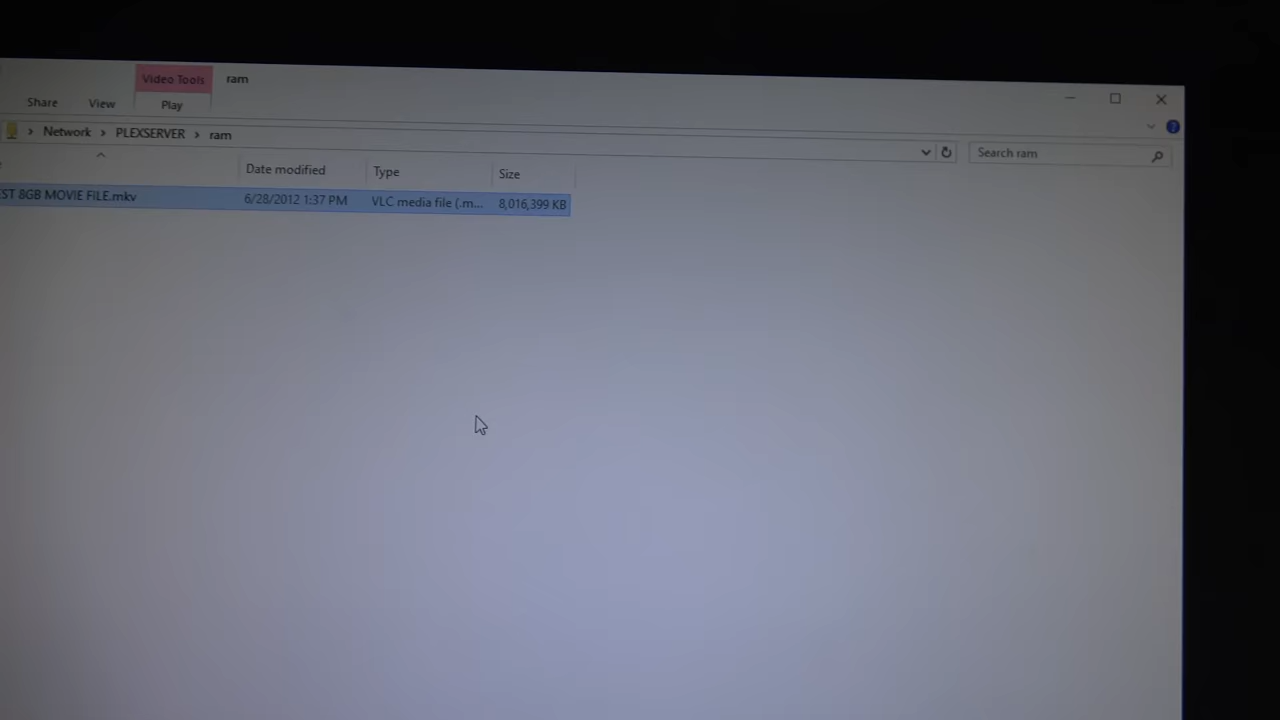 Video Tools ram
Share View Play
Network > PLEXSERVER > ram
Search ram
Date modified Type Size
EST 8GB MOVIE FILE.mkv 6/28/2012 1:37 PM VLC media file (.m... 8,016,399 KB